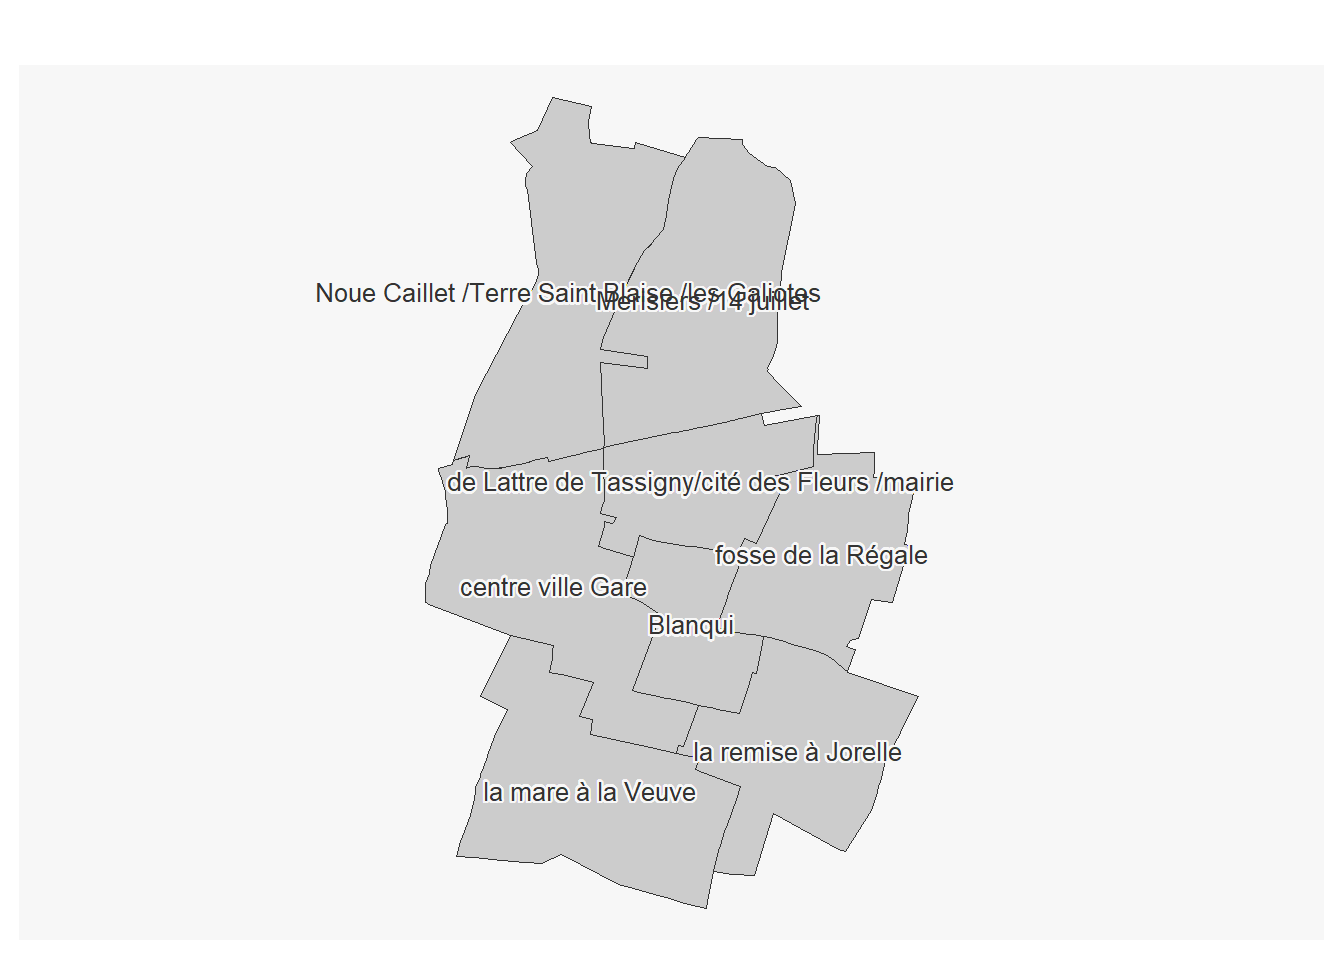 Noue Caillet /Terre Saint Blaise /les Galiotes
Merisiers /14 juillet
de Lattre de Tassigny/cité des Fleurs /mairie
fosse de la Régale
centre ville Gare
Blanqui
la remise à Jorelle
la mare à la Veuve